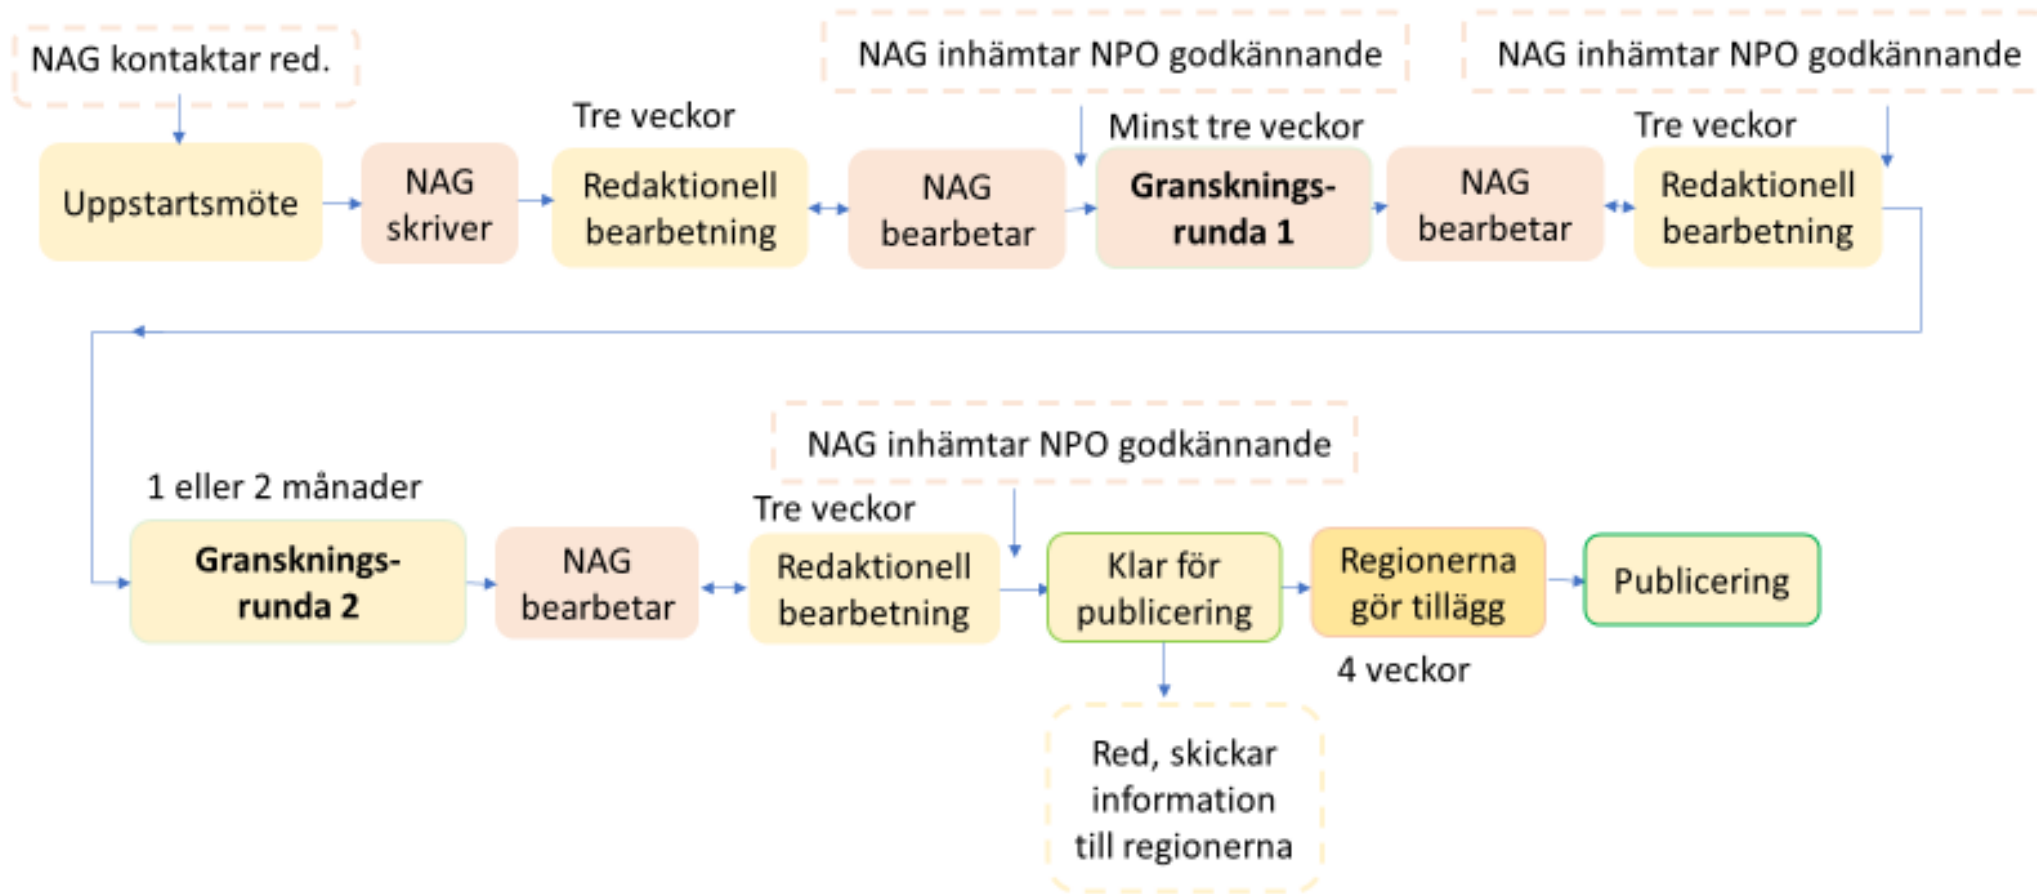 NAG kontaktar red.
NAG inhämtar NPO godkännande
NAG inhämtar NPO godkännande
Tre veckor
Minst tre veckor
Tre veckor
Uppstartsmöte
NAG
skriver
Redaktionell
bearbetning
NAG
bearbetar
Gransknings-
runda 1
NAG
bearbetar
Redaktionell
bearbetning
NAG inhämtar NPO godkännande
1 eller 2 månader
Tre veckor
Gransknings-
runda 2
NAG
bearbetar
Redaktionell
bearbetning
Klar för
publicering
Regionerna
gör tillägg
Publicering
4 veckor
Red, skickar
information
till regionerna